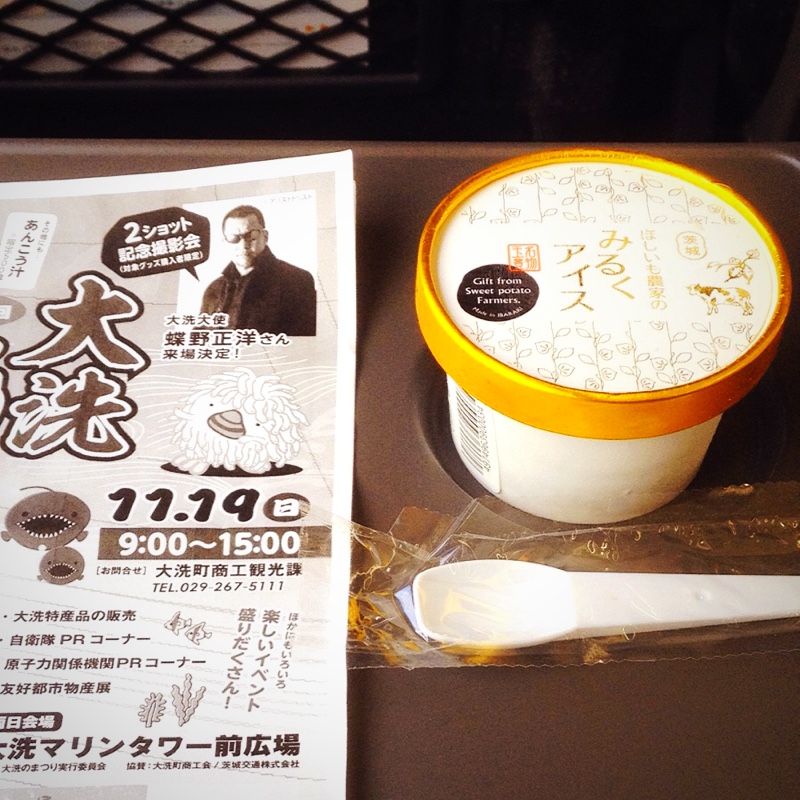 その他にも
あんこう汁
2ショット
記念撮影会
(対象グッズ購入者限定)
大洗大使
蝶野正洋さん
来場決定！
大洗
11.19日
9:00～15:00
[お問合せ] 大洗町商工観光課
TEL.029-267-5111
・大洗特産品の販売
・自衛隊PRコーナー
原子力関係機関PRコーナー
友好都市物産展
ほかにもいろいろ
楽しいイベント
盛りだくさん！
日会場
大洗マリンタワー前広場
大洗のまつり実行委員会 協賛：大洗町商工会/茨城交通株式会社
茨城
ほしいも農家の
みるく
アイス
Gift from
Sweet potato
Farmers.
Made in IBARAKI